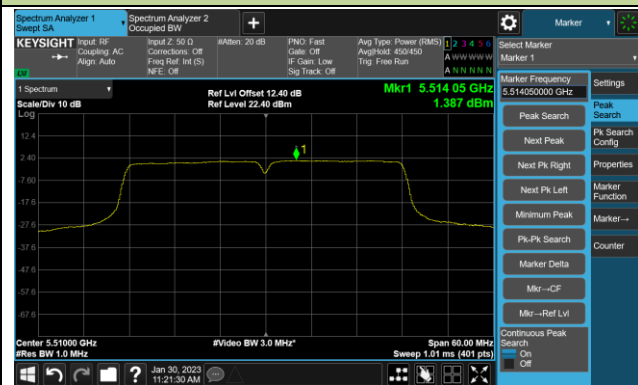 Spectrum Analyzer 1
Swept SA
Spectrum Analyzer 2
Occupied BW
Marker
KEYSIGHT
Input: RF
Coupling: AC
Align: Auto
Input Z: 50 Ω
Corrections: Off
Freq Ref: Int (S)
NFE: Off
#Atten: 20 dB
PNO: Fast
Gate: Off
IF Gain: Low
Sig Track: Off
Avg Type: Power (RMS)
Avg|Hold: 450/450
Trig: Free Run
1 2 3 4 5 6
A W W W W W
A N N N N N
Select Marker
Marker 1
1 Spectrum
Scale/Div 10 dB
Log
Ref Lvl Offset 12.40 dB
Ref Level 22.40 dBm
Mkr1 5.514 05 GHz
1.387 dBm
12.4
2.40
-7.60
-17.6
-27.6
-37.6
-47.6
-57.6
-67.6
1
Center 5.51000 GHz
#Res BW 1.0 MHz
#Video BW 3.0 MHz*
Span 60.00 MHz
Sweep 1.01 ms (401 pts)
Marker Frequency
5.514050000 GHz
Peak Search
Next Peak
Next Pk Right
Next Pk Left
Minimum Peak
Pk-Pk Search
Marker Delta
Mkr→CF
Mkr→Ref Lvl
Continuous Peak
Search
On
Off
Settings
Peak
Search
Pk Search
Config
Properties
Marker
Function
Marker→
Counter
?
Jan 30, 2023
11:21:30 AM